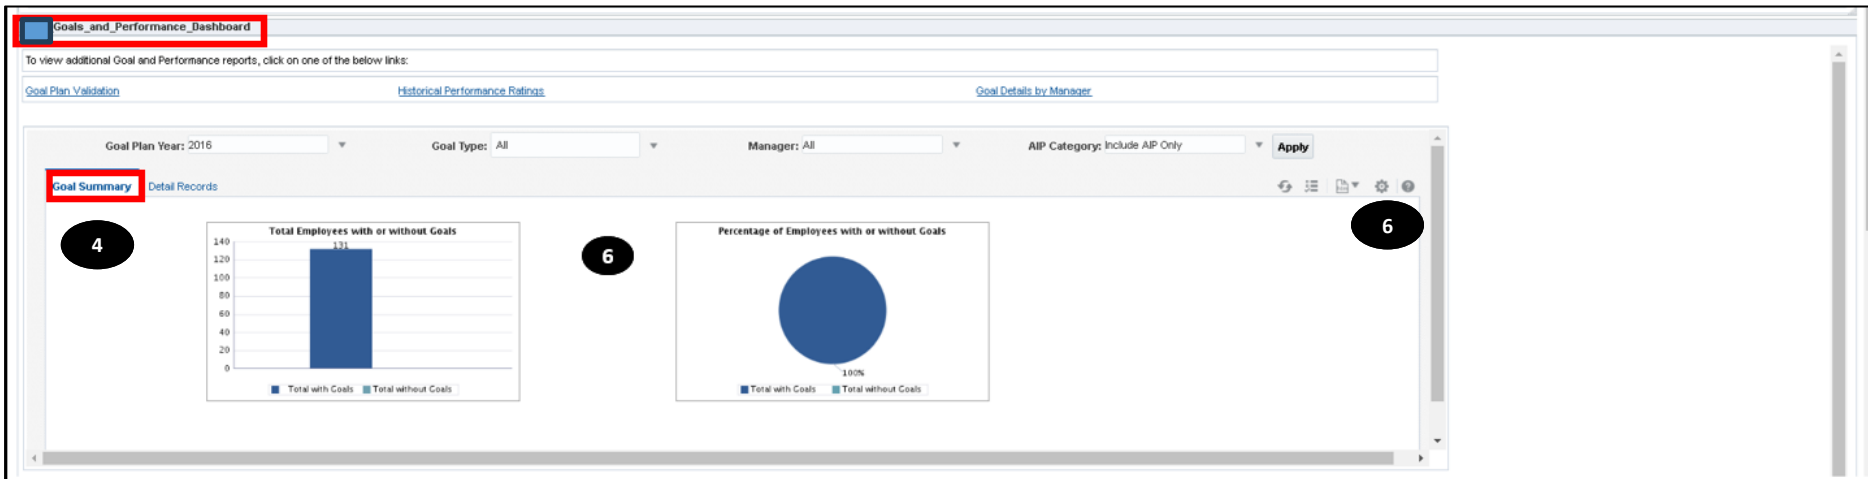 Goals_and_Performance_Dashboard
To view additional Goal and Performance reports, click on one of the below links:
Goal Plan Validation Historical Performance Ratings Goal Details by Manager
Goal Plan Year: 2016 Goal Type: All Manager: All AIP Category: Include AIP Only Apply
Goal Summary Detail Records
4 6 6
Total Employees with or without Goals
140
131
120
100
80
60
40
20
0
Total with Goals Total without Goals
Percentage of Employees with or without Goals
100%
Total with Goals Total without Goals